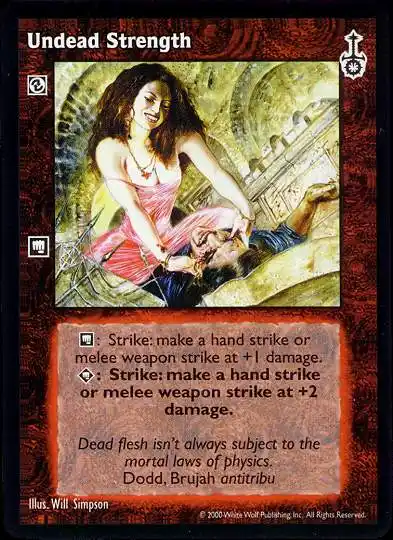 Undead Strength
: Strike: make a hand strike or
melee weapon strike at +1 damage.
: Strike: make a hand strike
or melee weapon strike at +2
damage.
Dead flesh isn't always subject to the
mortal laws of physics.
Dodd, Brujah antitribu
Illus. Will Simpson
© 2000 White Wolf Publishing, Inc. All Rights Reserved.